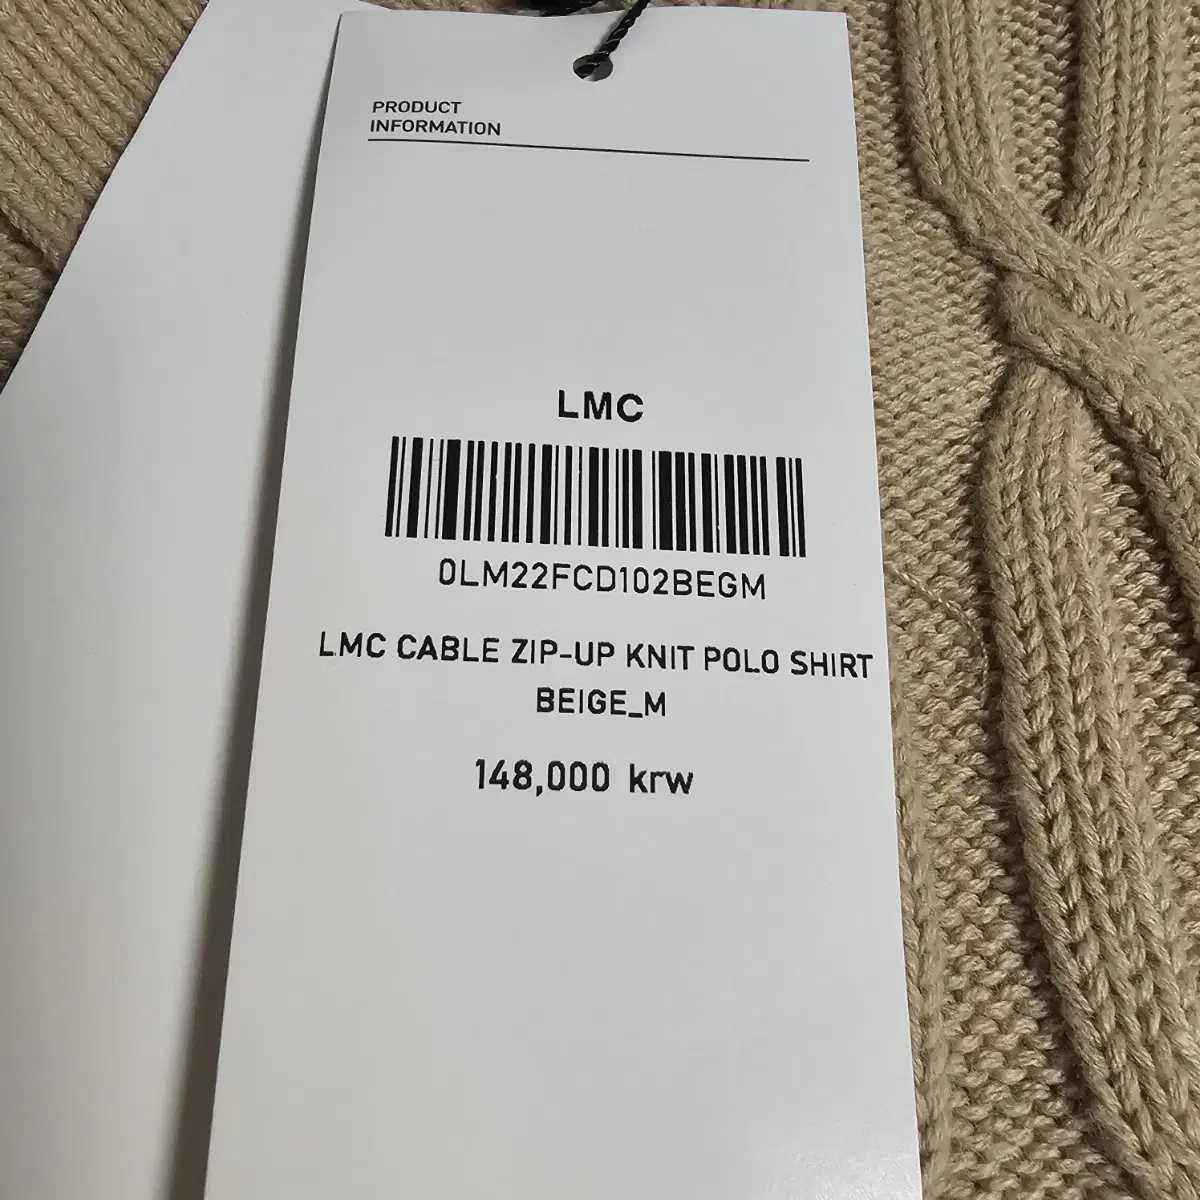 PRODUCT
INFORMATION
LMC
0LM22FCD102BEGM
LMC CABLE ZIP-UP KNIT POLO SHIRT
BEIGE_M
148,000 krw